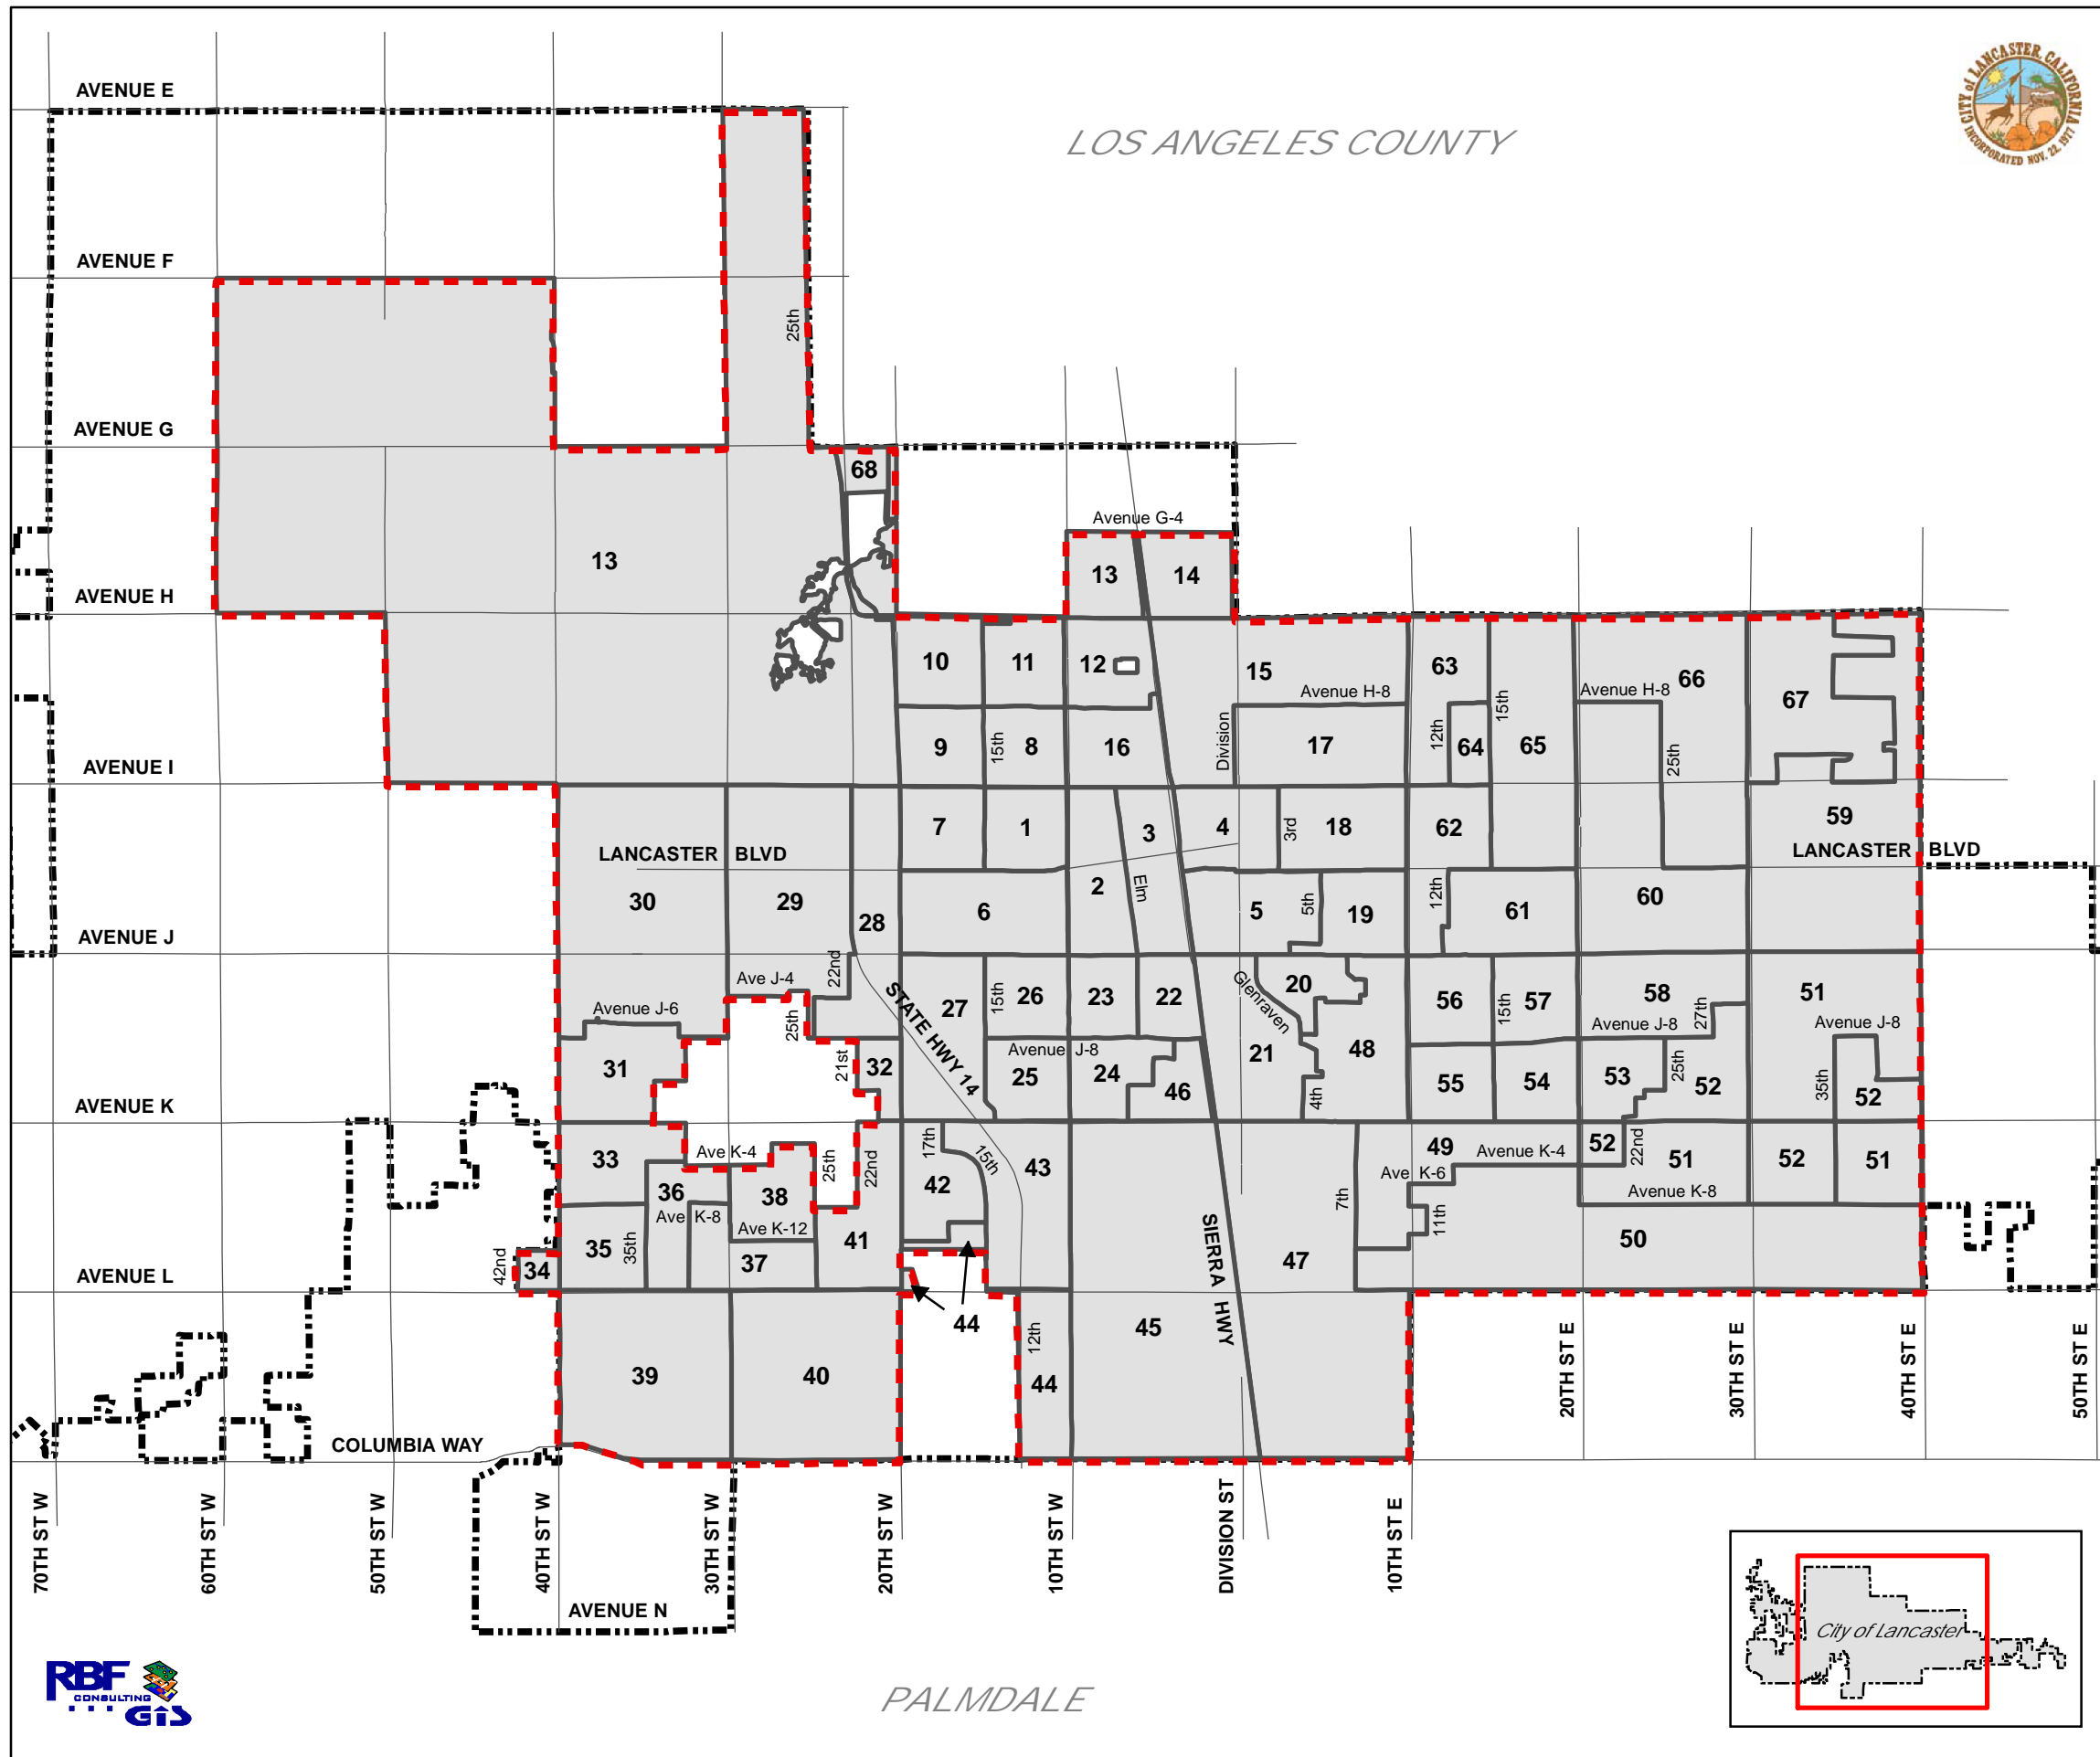 AVENUE E
CITY of LANCASTER, CALIFORNIA
INCORPORATED NOV. 22, 1977
LOS ANGELES COUNTY
AVENUE F
25th
AVENUE G
68
Avenue G-4
13
13
14
AVENUE H
10
11
12
15
63
66
67
Avenue H-8
Avenue H-8
15th
9
15th
8
16
Division
17
12th
64
65
25th
AVENUE I
7
1
3
4
3rd
18
62
59
LANCASTER BLVD
LANCASTER BLVD
30
29
28
6
2
Elm
5
5th
19
12th
61
60
AVENUE J
Ave J-4
22nd
STATE HWY 14
27
15th
26
23
22
Glenraven
20
56
15th
57
58
27th
51
Avenue J-6
25th
Avenue J-8
Avenue J-8
Avenue J-8
31
21st
32
25
24
46
21
48
4th
55
54
53
25th
52
35th
52
AVENUE K
33
Ave K-4
25th
22nd
17th
15th
43
49
Avenue K-4
52
22nd
51
52
51
36
38
42
7th
Ave K-6
Avenue K-8
Ave K-8
Ave K-12
11th
35
35th
37
41
SIERRA HWY
47
50
AVENUE L
42nd
34
44
12th
45
39
40
44
COLUMBIA WAY
20TH ST E
30TH ST E
40TH ST E
50TH ST E
70TH ST W
60TH ST W
50TH ST W
40TH ST W
30TH ST W
20TH ST W
10TH ST W
DIVISION ST
10TH ST E
AVENUE N
City of Lancaster
RBF
CONSULTING
GIS
PALMDALE